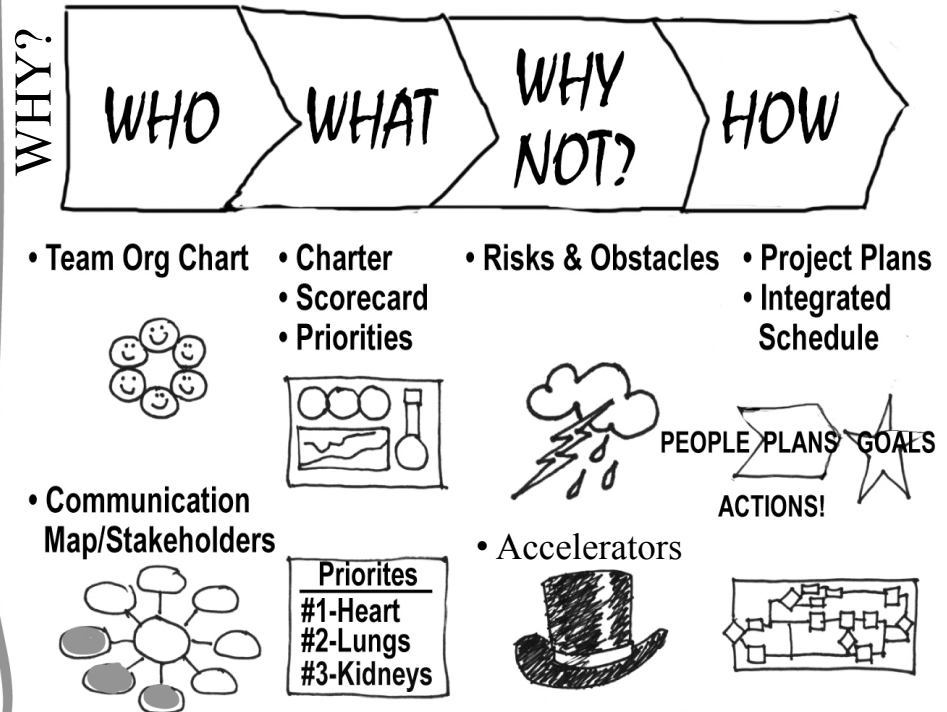 WHY?
WHO
WHAT
WHY
NOT?
HOW
• Team Org Chart
• Communication
Map/Stakeholders
• Charter
• Scorecard
• Priorities
Priorites
#1-Heart
#2-Lungs
#3-Kidneys
• Risks & Obstacles
• Accelerators
• Project Plans
• Integrated
Schedule
PEOPLE PLANS GOALS
ACTIONS!